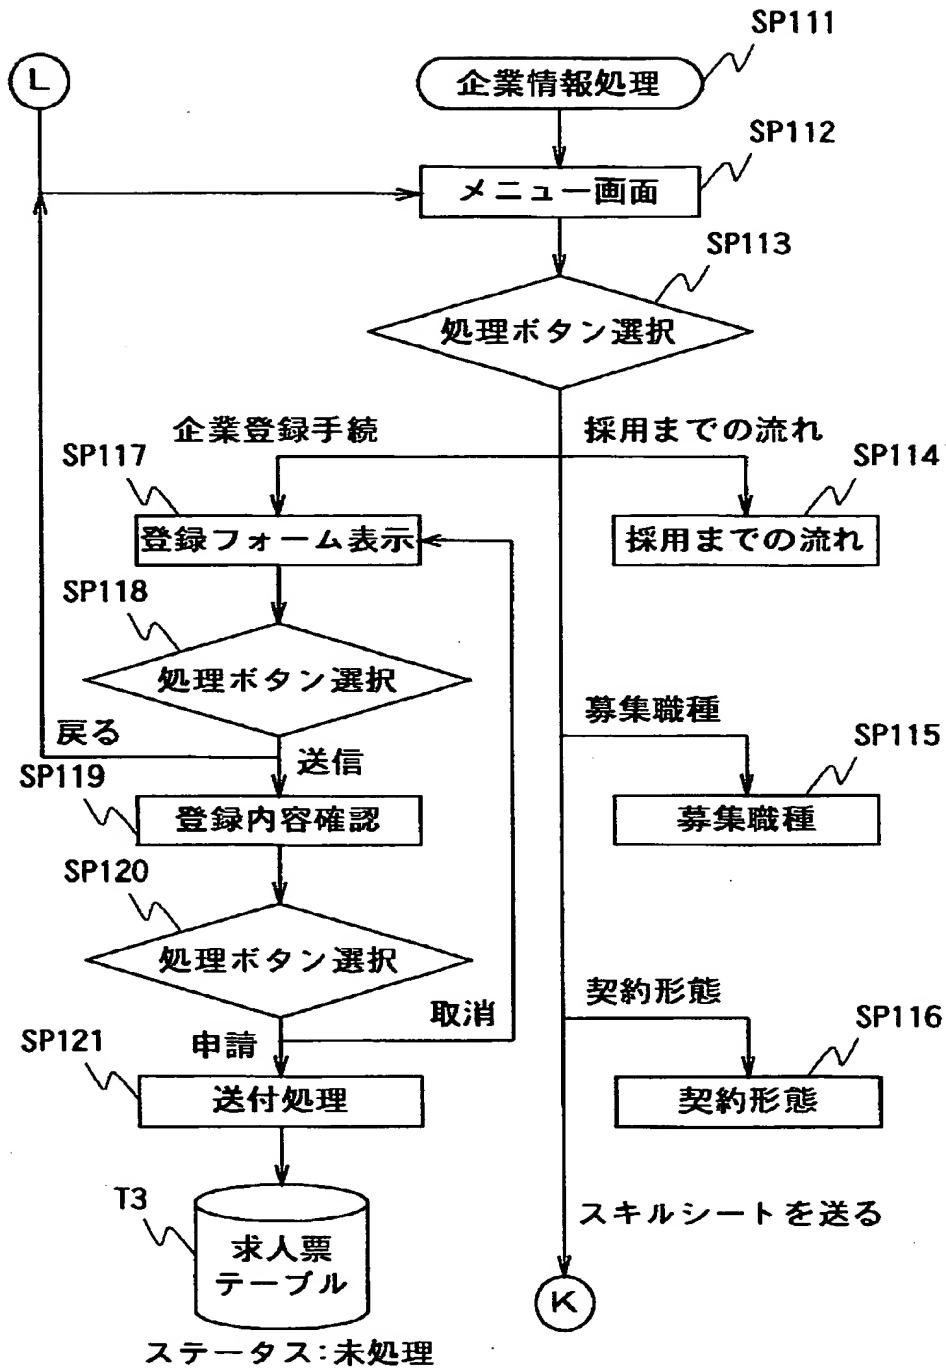 SP111
L
企業情報処理
SP112
メニュー画面
SP113
処理ボタン選択
企業登録手続
採用までの流れ
SP117
SP114
登録フォーム表示
採用までの流れ
SP118
処理ボタン選択
募集職種
戻る
送信
SP115
SP119
登録内容確認
募集職種
SP120
処理ボタン選択
契約形態
取消
申請
SP116
SP121
送付処理
契約形態
T3
スキルシートを送る
求人票
テーブル
K
ステータス:未処理